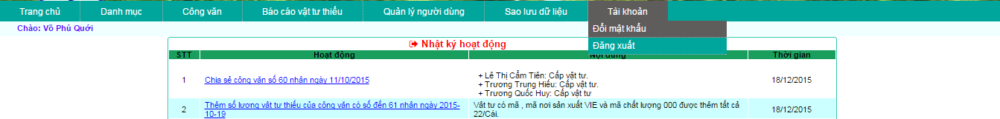 Trang chủ Danh mục Công văn Báo cáo vật tư thiếu Quản lý người dùng Sao lưu dữ liệu Tài khoản
Chào: Võ Phú Quới
Đổi mật khẩu
Đăng xuất
Nhật ký hoạt động
STT Hoạt động Nội dung Thời gian
1 Chia sẻ công văn số 60 nhân ngày 11/10/2015
+ Lê Thị Cẩm Tiên: Cấp vật tư.
+ Trương Trung Hiếu: Cấp vật tư.
+ Trương Quốc Huy: Cấp vật tư
18/12/2015
2 Thêm số lượng vật tư thiếu của công văn có số đến 61 nhân ngày 2015-
10-19
Vật tư có mã , mã nơi sản xuất VIE và mã chất lượng 000 được thêm tất cả
22/Cái.
18/12/2015